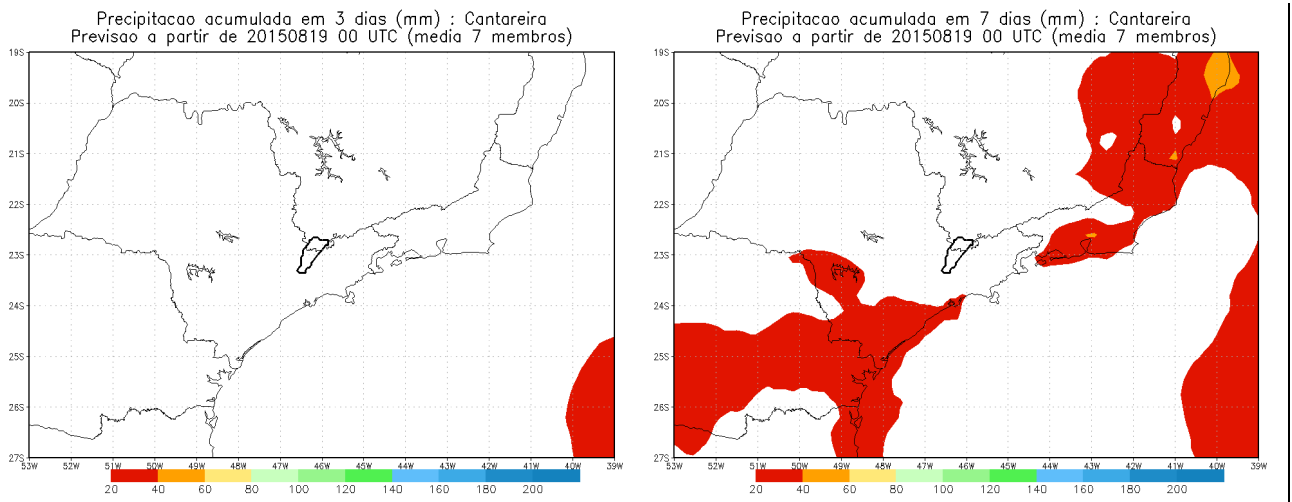 Precipitacao acumulada em 3 dias (mm) : Cantareira
Previsao a partir de 20150819 00 UTC (media 7 membros)
19S
20S
21S
22S
23S
24S
25S
26S
27S
53W 52W 51W 50W 49W 48W 47W 46W 45W 44W 43W 42W 41W 40W 39W
20 40 60 80 100 120 140 160 180 200
Precipitacao acumulada em 7 dias (mm) : Cantareira
Previsao a partir de 20150819 00 UTC (media 7 membros)
19S
20S
21S
22S
23S
24S
25S
26S
27S
53W 52W 51W 50W 49W 48W 47W 46W 45W 44W 43W 42W 41W 40W 39W
20 40 60 80 100 120 140 160 180 200